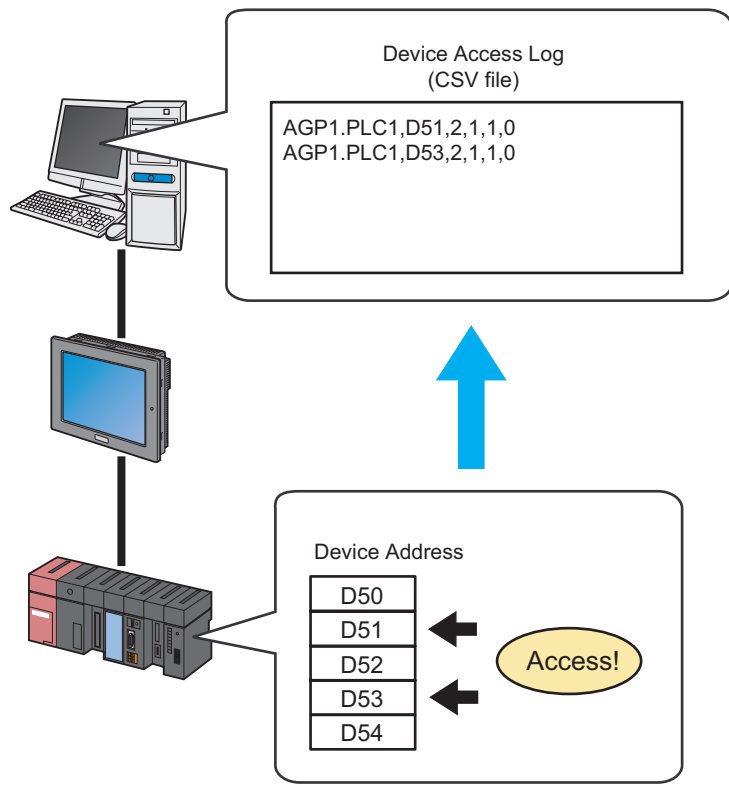 Device Access Log
(CSV file)
AGP1.PLC1,D51,2,1,1,0
AGP1.PLC1,D53,2,1,1,0
Device Address
D50
D51
D52
D53
D54
Access!